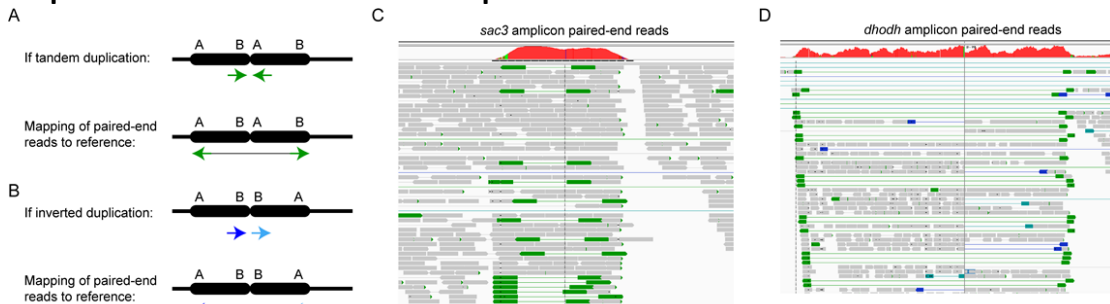 A
A B A B
If tandem duplication:
A B A B
Mapping of paired-end
reads to reference:
B
A B B A
If inverted duplication:
A B B A
Mapping of paired-end
reads to reference:
C
sac3 amplicon paired-end reads
D
dhodh amplicon paired-end reads